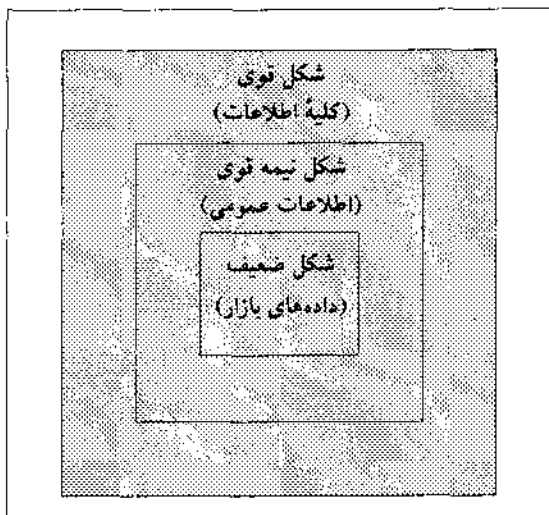 شکل قوی
(کلیهٔ اطلاعات)
شکل نیمه قوی
(اطلاعات عمومی)
شکل ضعیف
(داده‌های بازار)